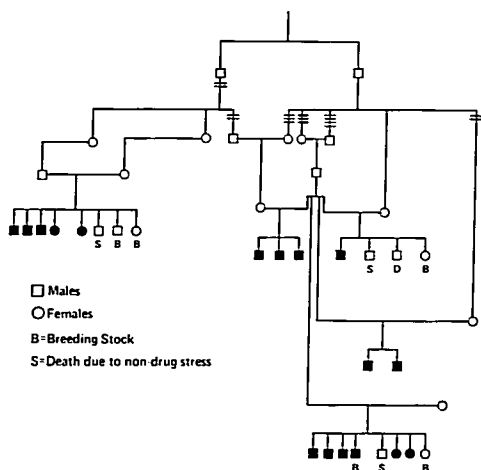 S B B
S D B
Males
Females
B=Breeding Stock
S=Death due to non-drug stress
B S B